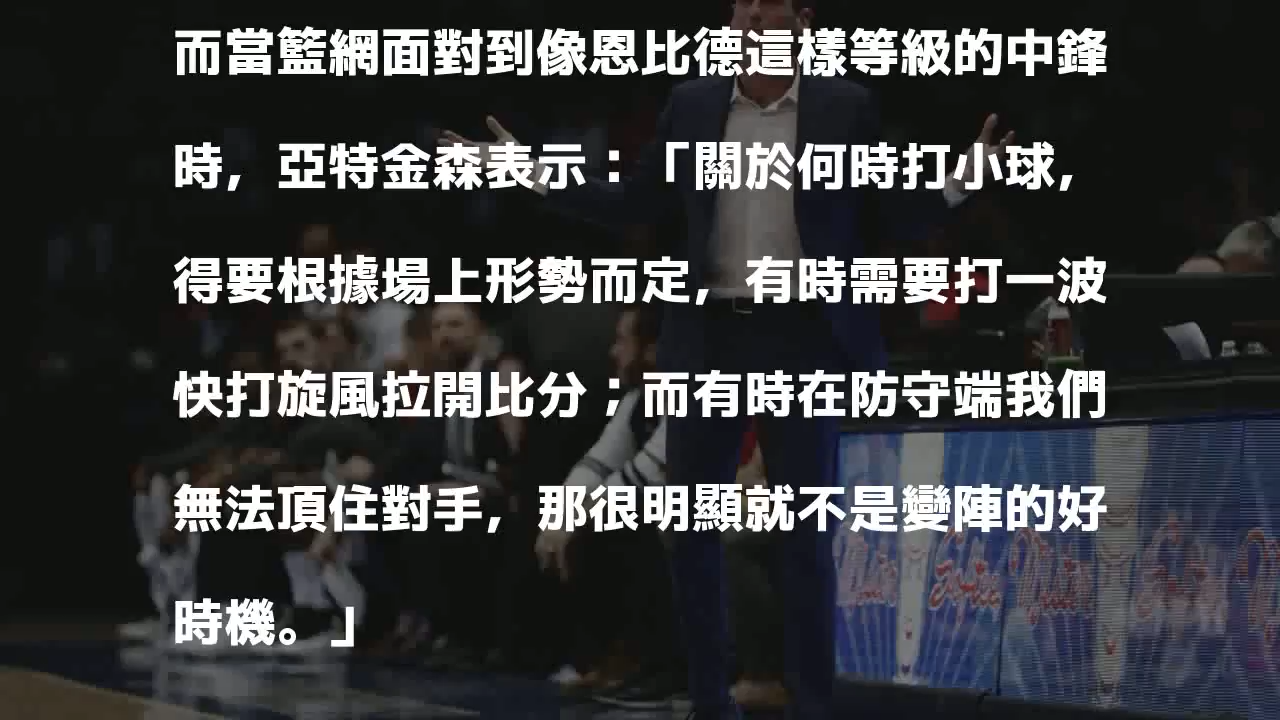 而當籃網面對到像恩比德這樣等級的中鋒
時，亞特金森表示：「關於何時打小球，
得要根據場上形勢而定，有時需要打一波
快打旋風拉開比分；而有時在防守端我們
無法頂住對手，那很明顯就不是變陣的好
時機。」